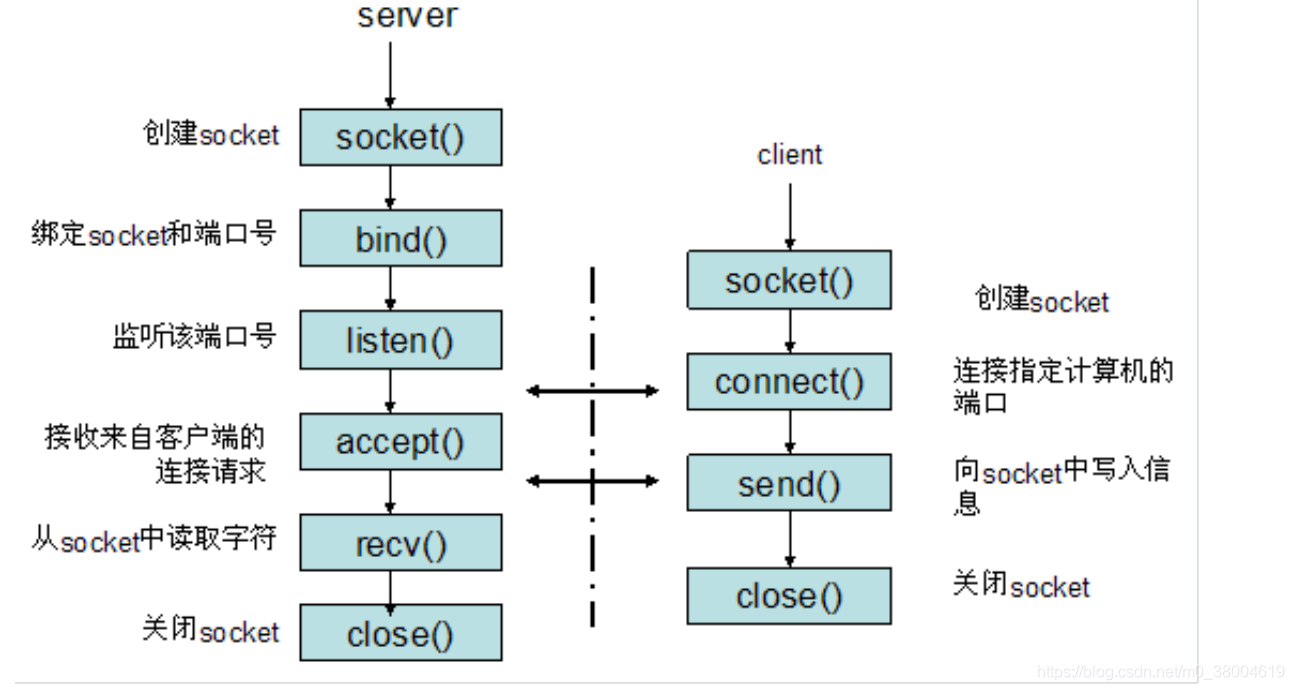 server
创建socket
socket()
绑定socket和端口号
bind()
监听该端口号
listen()
接收来自客户端的
连接请求
accept()
从socket中读取字符
recv()
关闭socket
close()
client
socket()
创建socket
connect()
连接指定计算机的
端口
send()
向socket中写入信
息
close()
关闭socket
https://blog.csdn.net/m0_38004619